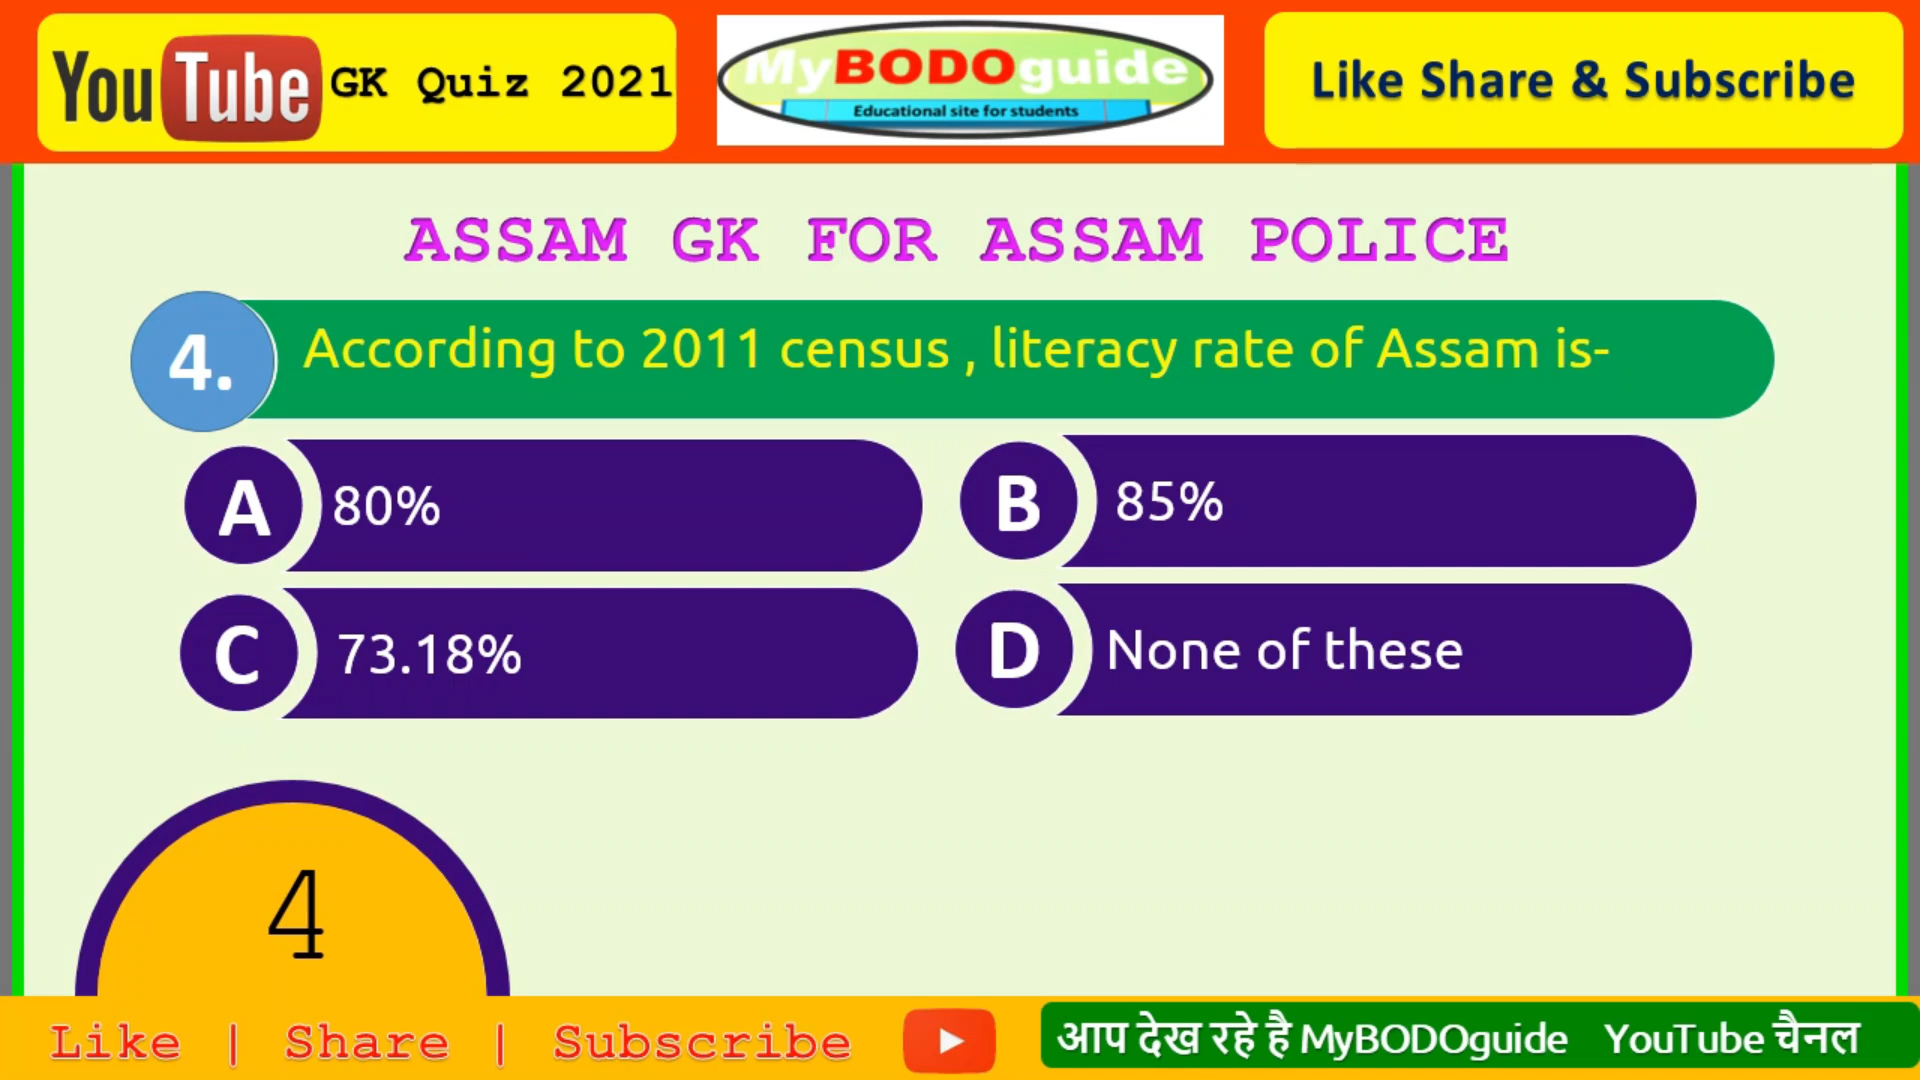 YouTube GK Quiz 2021
MyBODOguide
Educational site for students
Like Share & Subscribe
ASSAM GK FOR ASSAM POLICE
4. According to 2011 census , literacy rate of Assam is-
A 80%
B 85%
C 73.18%
D None of these
4
Like | Share | Subscribe
आप देख रहे है MyBODOguide YouTube चैनल